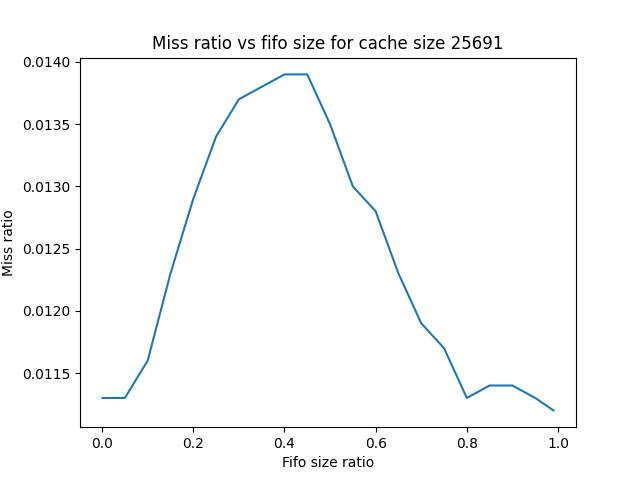 Miss ratio vs fifo size for cache size 25691
0.0140
0.0135
0.0130
0.0125
0.0120
0.0115
Miss ratio
0.0 0.2 0.4 0.6 0.8 1.0
Fifo size ratio